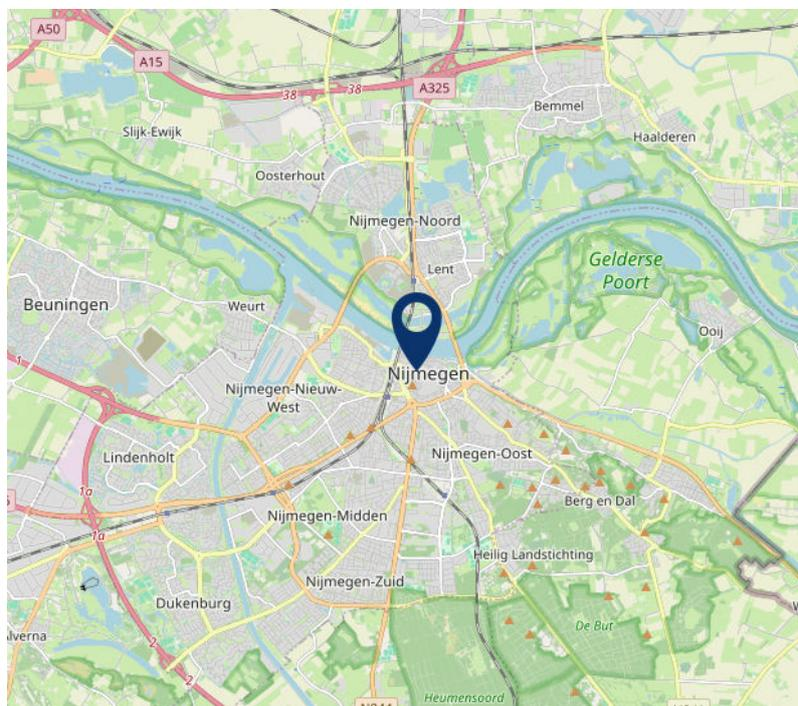 A50
A15
38
38
A325
Bemmel
Slijk-Ewijk
Haalderen
Oosterhout
Nijmegen-Noord
Gelderse
Poort
Lent
Beuningen
Weurt
Ooij
1
Nijmegen
Nijmegen-Nieuw-
West
Lindenholt
Nijmegen-Oost
1a
Berg en Dal
Nijmegen-Midden
1a
Heilig Landstichting
Nijmegen-Zuid
Dukenburg
De But
Alverna
2
2
Heumensoord